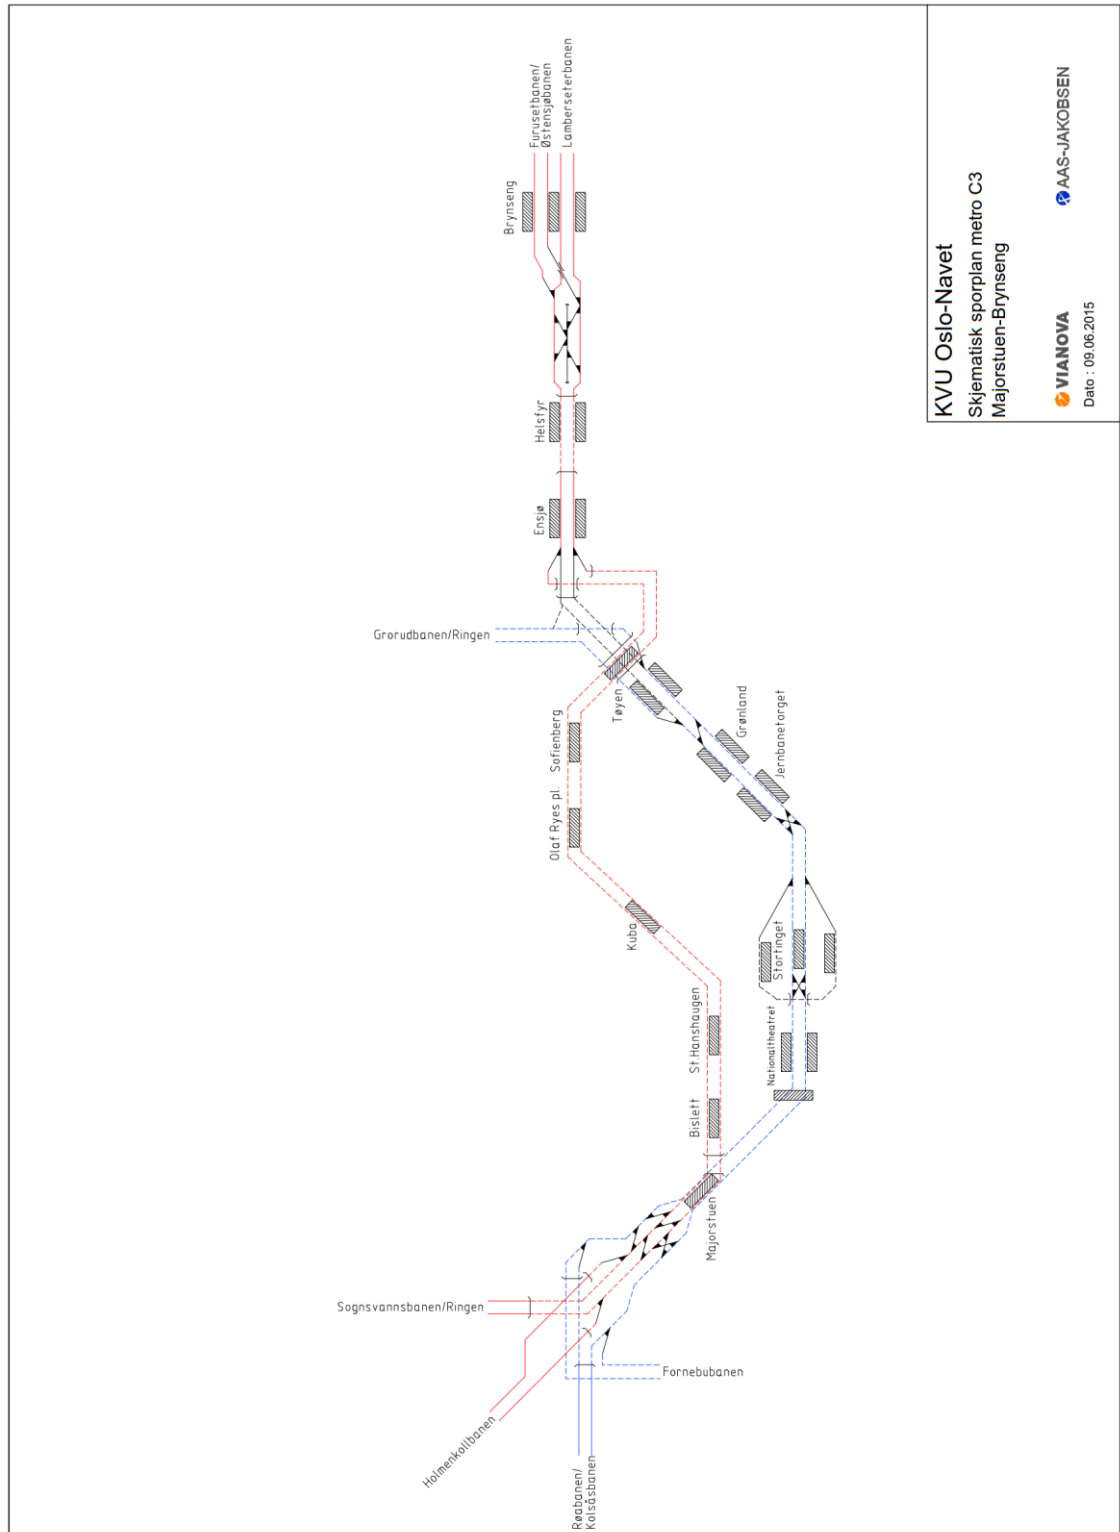 Furusetbanen/
Østensjøbanen
Lamberseterbanen
Brynseng
Helsfyr
Ensjø
Grorudbanen/Ringen
Tøyen
Sofienberg
Olaf Ryes pl.
Grønland
Jernbanetorget
Kuba
Stortinget
St.Hanshaugen
Nationaltheatret
Bislett
Majorstuen
Sognsvannsbanen/Ringen
Fornebubanen
Holmenkollbanen
Røabanen/
Kolsåsbanen
KVU Oslo-Navet
Skjematisk sporplan metro C3
Majorstuen-Brynseng
VIANOVA
AAS-JAKOBSEN
Dato : 09.06.2015